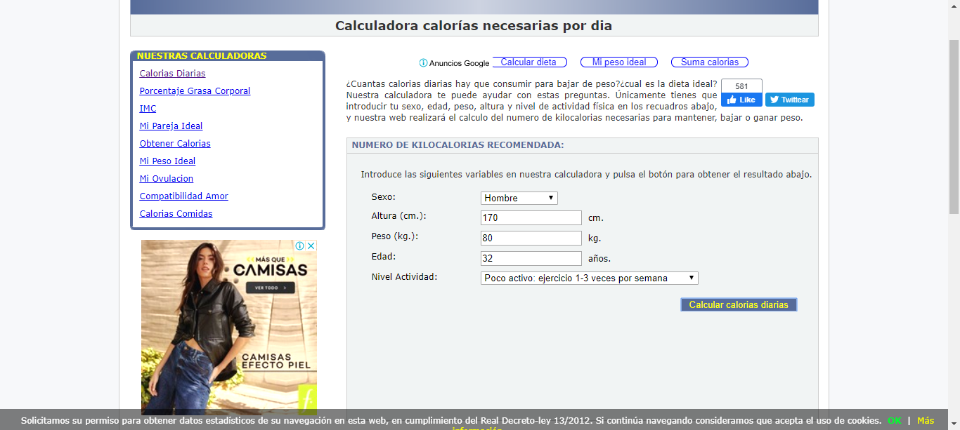 Calculadora calorías necesarias por dia
NUESTRAS CALCULADORAS
Calorias Diarias
Porcentaje Grasa Corporal
IMC
Mi Pareja Ideal
Obtener Calorias
Mi Peso Ideal
Mi Ovulacion
Compatibilidad Amor
Calorias Comidas
MÁS QUE
CAMISAS
VER TODO
CAMISAS
EFECTO PIEL
Anuncios Google
Calcular dieta
Mi peso ideal
Suma calorias
¿Cuantas calorias diarias hay que consumir para bajar de peso?¿cual es la dieta ideal?
Nuestra calculadora te puede ayudar con estas preguntas. Únicamente tienes que
introducir tu sexo, edad, peso, altura y nivel de actividad física en los recuadros abajo,
y nuestra web realizará el calculo del numero de kilocalorias necesarias para mantener, bajar o ganar peso.
581
Like
Twittear
NUMERO DE KILOCALORIAS RECOMENDADA:
Introduce las siguientes variables en nuestra calculadora y pulsa el botón para obtener el resultado abajo.
Sexo: Hombre
Altura (cm.): 170 cm.
Peso (kg.): 80 kg.
Edad: 32 años.
Nivel Actividad: Poco activo: ejercicio 1-3 veces por semana
Calcular calorias diarias
Solicitamos su permiso para obtener datos estadísticos de su navegación en esta web, en cumplimiento del Real Decreto-ley 13/2012. Si continúa navegando consideramos que acepta el uso de cookies. OK | Más